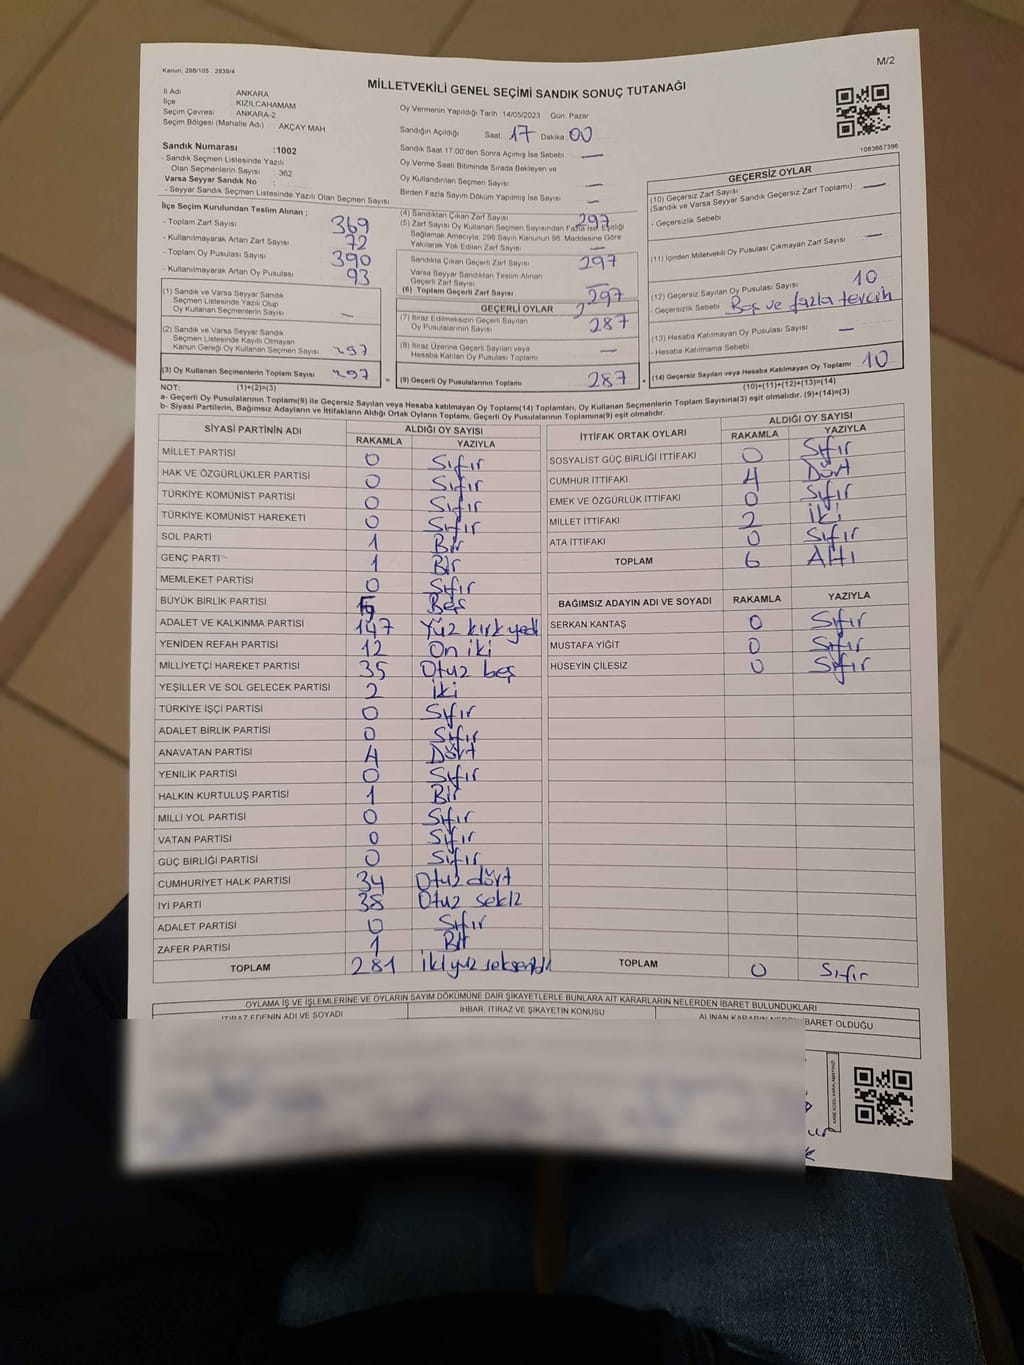 Kanun: 298/105 , 2839/4
M/2
MİLLETVEKİLİ GENEL SEÇİMİ SANDIK SONUÇ TUTANAĞI
İl Adı ANKARA
İlçe KIZILCAHAMAM
Seçim Çevresi ANKARA-2
Seçim Bölgesi (Mahalle Adı) : AKÇAY MAH
Sandık Numarası :1002
- Sandık Seçmen Listesinde Yazılı
Olan Seçmenlerin Sayısı : 362
Varsa Seyyar Sandık No :
- Seyyar Sandık Seçmen Listesinde Yazılı Olan Seçmen Sayısı
Oy Vermenin Yapıldığı Tarih 14/05/2023 Gün Pazar
Sandığın Açıldığı Saat 17 Dakika 00
Sandık Saat 17.00'den Sonra Açılmış İse Sebebi —
Oy Verme Saati Bitiminde Sırada Bekleyen ve
Oy Kullandırılan Seçmen Sayısı —
Birden Fazla Sayım Döküm Yapılmış İse Sayısı —
1083667396
İlçe Seçim Kurulundan Teslim Alınan ;
- Toplam Zarf Sayısı 369
- Kullanılmayarak Artan Zarf Sayısı 72
- Toplam Oy Pusulası Sayısı 390
- Kullanılmayarak Artan Oy Pusulası 93
(1) Sandık ve Varsa Seyyar Sandık
Seçmen Listesinde Yazılı Olup
Oy Kullanan Seçmenlerin Sayısı —
(2) Sandık ve Varsa Seyyar Sandık
Seçmen Listesinde Kayıtlı Olmayan
Kanun Gereği Oy Kullanan Seçmen Sayısı 297
(3) Oy Kullanan Seçmenlerin Toplam Sayısı 297
(4) Sandıktan Çıkan Zarf Sayısı 297
(5) Zarf Sayısı Oy Kullanan Seçmen Sayısından Fazla İse, Eşitliği
Sağlamak Amacıyla, 298 Sayılı Kanunun 98. Maddesine Göre
Yakılarak Yok Edilen Zarf Sayısı —
Sandıkta Çıkan Geçerli Zarf Sayısı 297
Varsa Seyyar Sandıktan Teslim Alınan
Geçerli Zarf Sayısı —
(6) Toplam Geçerli Zarf Sayısı 297
GEÇERLİ OYLAR
(7) İtiraz Edilmeksizin Geçerli Sayılan
Oy Pusulalarının Sayısı 287
(8) İtiraz Üzerine Geçerli Sayılan veya
Hesaba Katılan Oy Pusulası Toplamı —
= (9) Geçerli Oy Pusulalarının Toplamı 287
GEÇERSİZ OYLAR
(10) Geçersiz Zarf Sayısı
(Sandık ve Varsa Seyyar Sandık Geçersiz Zarf Toplamı) : —
- Geçersizlik Sebebi :
(11) İçinden Milletvekili Oy Pusulası Çıkmayan Zarf Sayısı —
(12) Geçersiz Sayılan Oy Pusulası Sayısı 10
- Geçersizlik Sebebi Boş ve fazla tercih
(13) Hesaba Katılmayan Oy Pusulası Sayısı —
- Hesaba Katılmama Sebebi
+ (14) Geçersiz Sayılan veya Hesaba Katılmayan Oy Toplamı : 10
NOT: (1)+(2)=(3) (10)+(11)+(12)+(13)=(14)
a- Geçerli Oy Pusulalarının Toplamı(9) ile Geçersiz Sayılan veya Hesaba Katılmayan Oy Toplamı(14) Toplamları, Oy Kullanan Seçmenlerin Toplam Sayısına(3) eşit olmalıdır. (9)+(14)=(3)
b- Siyasi Partilerin, Bağımsız Adayların ve İttifakların Aldığı Ortak Oyların Toplamı, Geçerli Oy Pusulalarının Toplamına(9) eşit olmalıdır.
SİYASİ PARTİNİN ADI ALDIĞI OY SAYISI
RAKAMLA YAZIYLA
MİLLET PARTİSİ 0 Sıfır
HAK VE ÖZGÜRLÜKLER PARTİSİ 0 Sıfır
TÜRKİYE KOMÜNİST PARTİSİ 0 Sıfır
TÜRKİYE KOMÜNİST HAREKETİ 0 Sıfır
SOL PARTİ 1 Bir
GENÇ PARTİ 1 Bir
MEMLEKET PARTİSİ 0 Sıfır
BÜYÜK BİRLİK PARTİSİ 5 Beş
ADALET VE KALKINMA PARTİSİ 147 Yüz kırk yedi
YENİDEN REFAH PARTİSİ 12 On iki
MİLLİYETÇİ HAREKET PARTİSİ 35 Otuz beş
YEŞİLLER VE SOL GELECEK PARTİSİ 2 iki
TÜRKİYE İŞÇİ PARTİSİ 0 Sıfır
ADALET BİRLİK PARTİSİ 0 Sıfır
ANAVATAN PARTİSİ 4 Dört
YENİLİK PARTİSİ 0 Sıfır
HALKIN KURTULUŞ PARTİSİ 1 Bir
MİLLİ YOL PARTİSİ 0 Sıfır
VATAN PARTİSİ 0 Sıfır
GÜÇ BİRLİĞİ PARTİSİ 0 Sıfır
CUMHURİYET HALK PARTİSİ 34 Otuz dört
İYİ PARTİ 38 Otuz sekiz
ADALET PARTİSİ 0 Sıfır
ZAFER PARTİSİ 1 Bir
TOPLAM 281 ikiyüz seksenbir
İTTİFAK ORTAK OYLARI ALDIĞI OY SAYISI
RAKAMLA YAZIYLA
SOSYALİST GÜÇ BİRLİĞİ İTTİFAKI 0 Sıfır
CUMHUR İTTİFAKI 4 Dört
EMEK VE ÖZGÜRLÜK İTTİFAKI 0 Sıfır
MİLLET İTTİFAKI 2 iki
ATA İTTİFAKI 0 Sıfır
TOPLAM 6 Altı
BAĞIMSIZ ADAYIN ADI VE SOYADI RAKAMLA YAZIYLA
SERKAN KANTAŞ 0 Sıfır
MUSTAFA YİĞİT 0 Sıfır
HÜSEYİN ÇİLESİZ 0 Sıfır
TOPLAM 0 Sıfır
OYLAMA İŞ VE İŞLEMLERİNE VE OYLARIN SAYIM DÖKÜMÜNE DAİR ŞİKAYETLERLE BUNLARA AİT KARARLARIN NELERDEN İBARET BULUNDUKLARI
İTİRAZ EDENİN ADI VE SOYADI İHBAR, İTİRAZ VE ŞİKAYETİN KONUSU ALINAN KARARIN NEDEN İBARET OLDUĞU